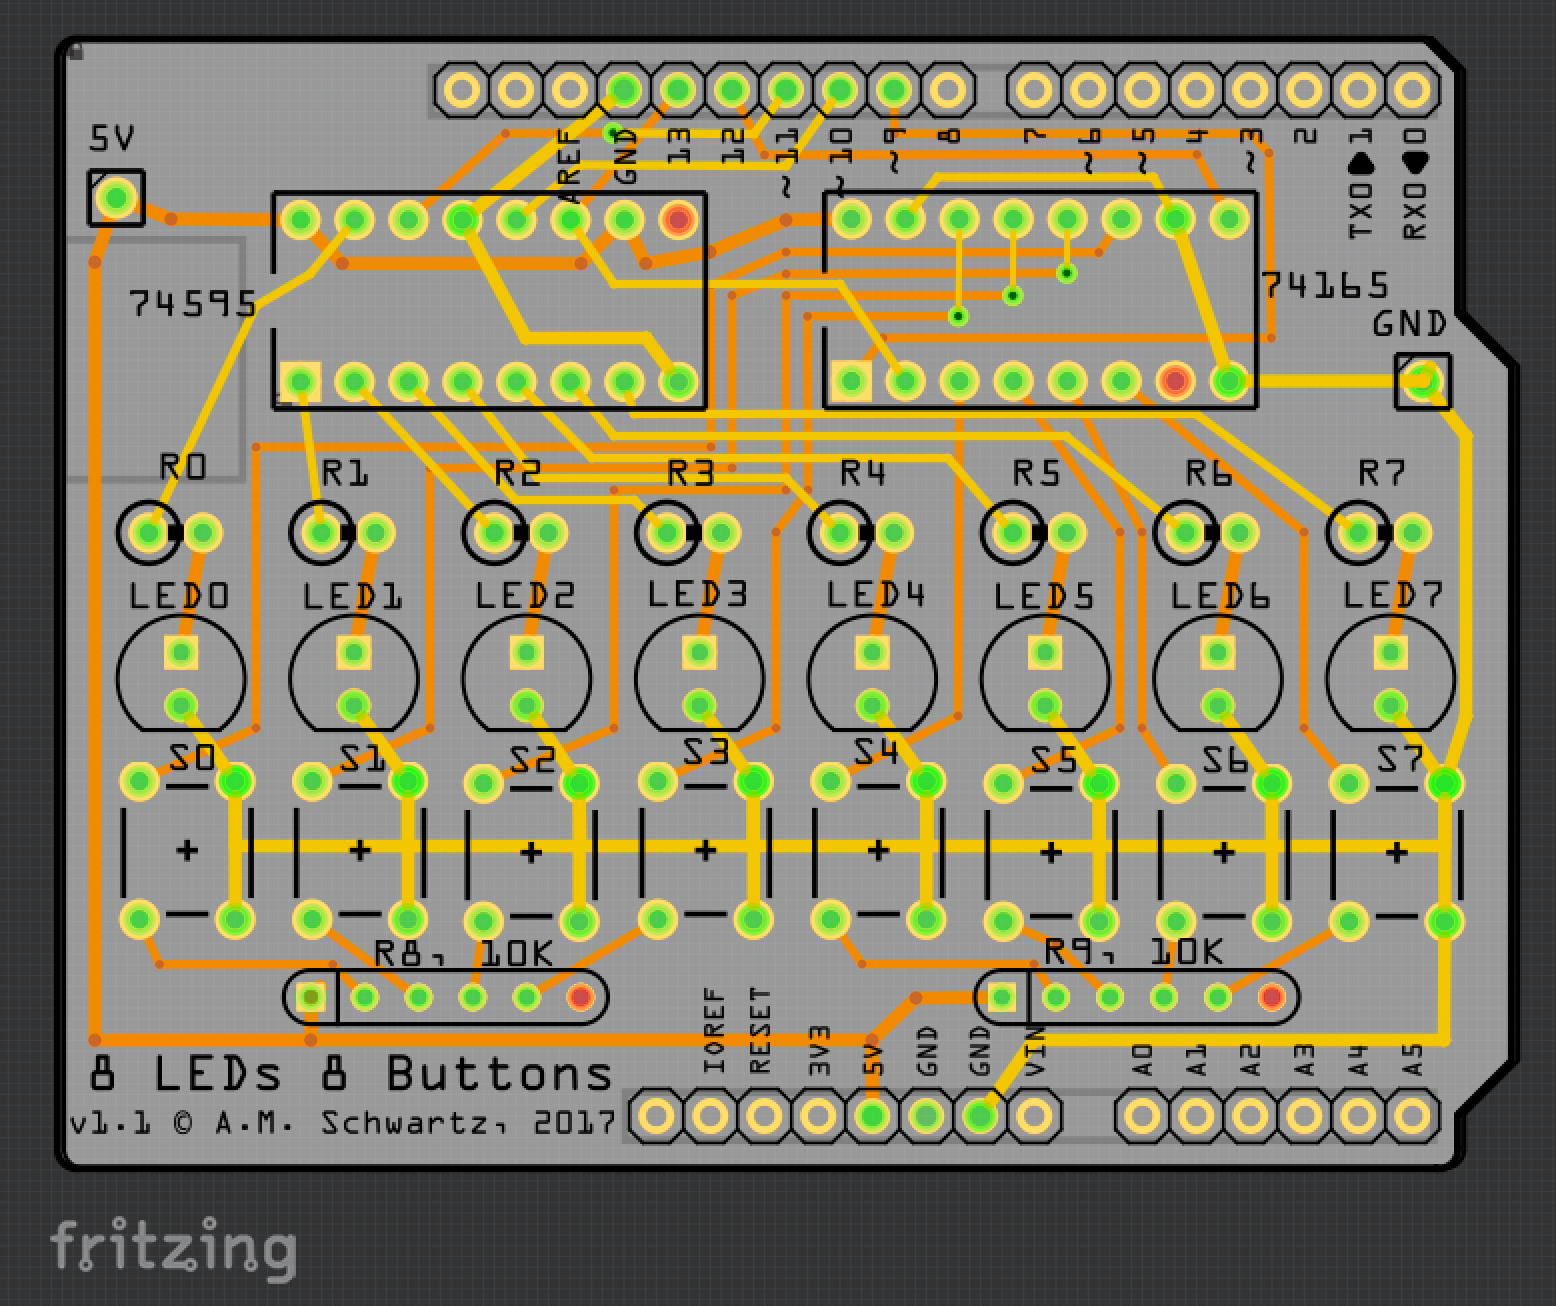 5V
AREF GND 13 12 ~11 ~10 ~9 8 7 ~6 ~5 4 ~3 2 TX0 1 RX0 0
74595 74165
GND
R0 R1 R2 R3 R4 R5 R6 R7
LED0 LED1 LED2 LED3 LED4 LED5 LED6 LED7
S0 S1 S2 S3 S4 S5 S6 S7
+ + + + + + + +
R8, 10K R9, 10K
IOREF RESET 3V3 5V GND GND VIN A0 A1 A2 A3 A4 A5
8 LEDs 8 Buttons
v1.1 © A.M. Schwartz, 2017
fritzing